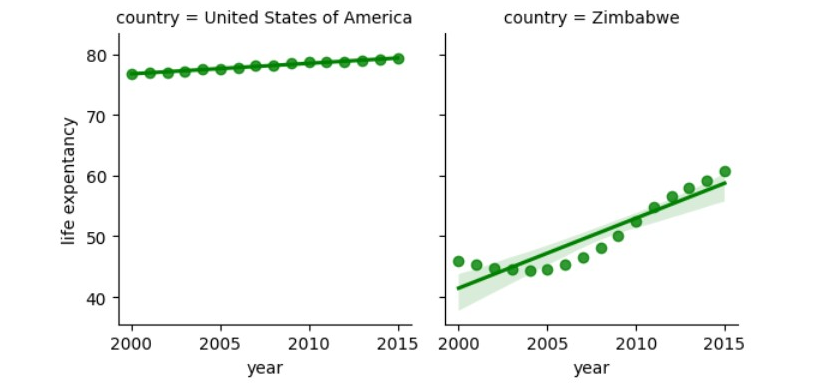 country = United States of America
country = Zimbabwe
80
70
60
50
40
life expentancy
2000 2005 2010 2015
2000 2005 2010 2015
year
year